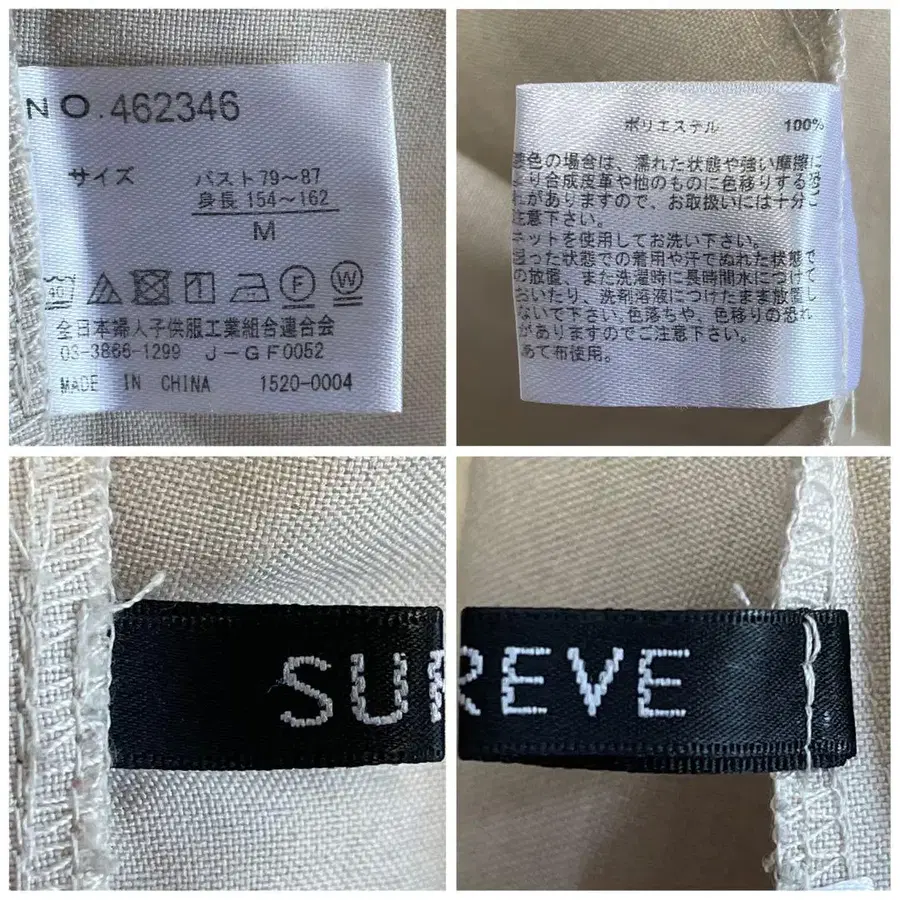 NO.462346
サイズ バスト79～87
身長 154～162
M
40 F W
全日本婦人子供服工業組合連合会
03-3866-1299 J-GF0052
MADE IN CHINA 1520-0004
ポリエステル 100%
濃色の場合は、濡れた状態や強い摩擦に
より合成皮革や他のものに色移りする恐
れがありますので、お取扱いには十分ご
注意下さい。
ネットを使用してお洗い下さい。
湿った状態での着用や汗でぬれた状態で
の放置、また洗濯時に長時間水につけて
おいたり、洗剤溶液につけたまま放置し
ないで下さい。色落ちや、色移りの恐れ
がありますのでご注意下さい。
あて布使用。
SUR
REVE